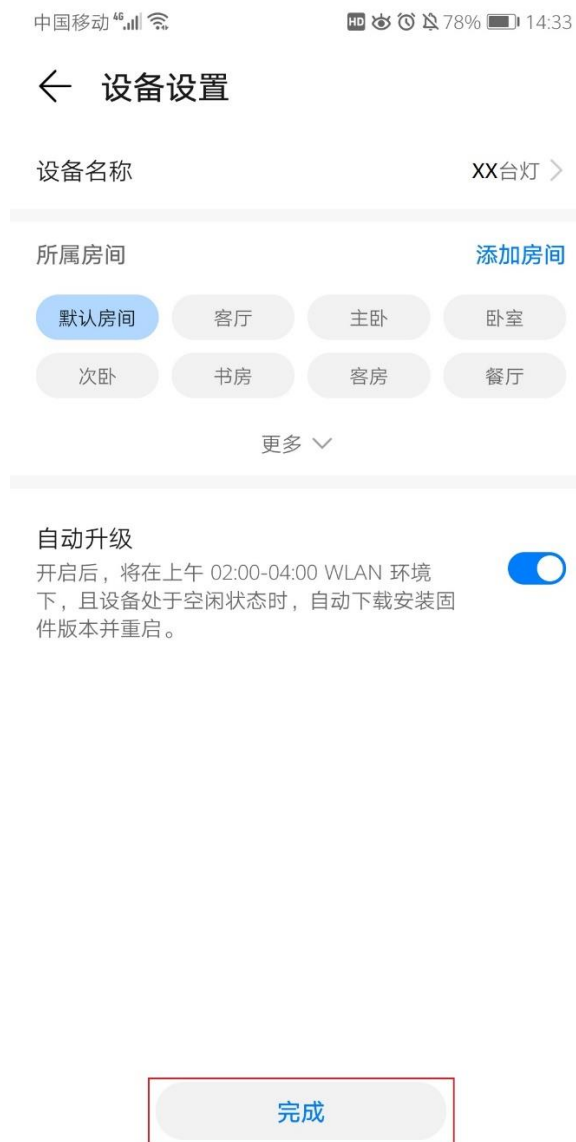 中国移动 4G HD 78% 14:33
设备设置
设备名称 XX台灯
所属房间 添加房间
默认房间 客厅 主卧 卧室
次卧 书房 客房 餐厅
更多
自动升级
开启后，将在上午 02:00-04:00 WLAN 环境
下，且设备处于空闲状态时，自动下载安装固
件版本并重启。
完成